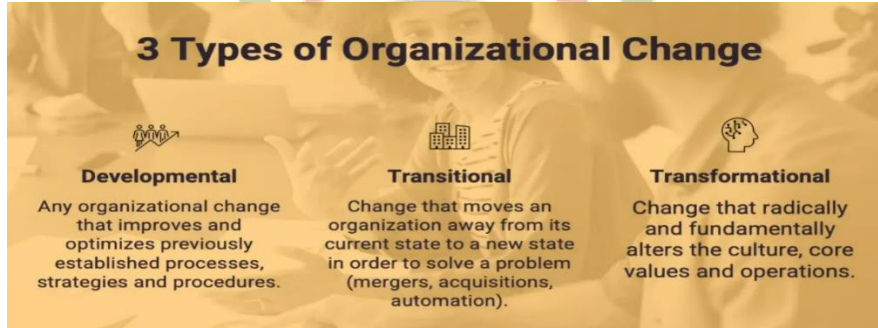 3 Types of Organizational Change
Developmental
Any organizational change
that improves and
optimizes previously
established processes,
strategies and procedures.
Transitional
Change that moves an
organization away from its
current state to a new state
in order to solve a problem
(mergers, acquisitions,
automation).
Transformational
Change that radically
and fundamentally
alters the culture, core
values and operations.